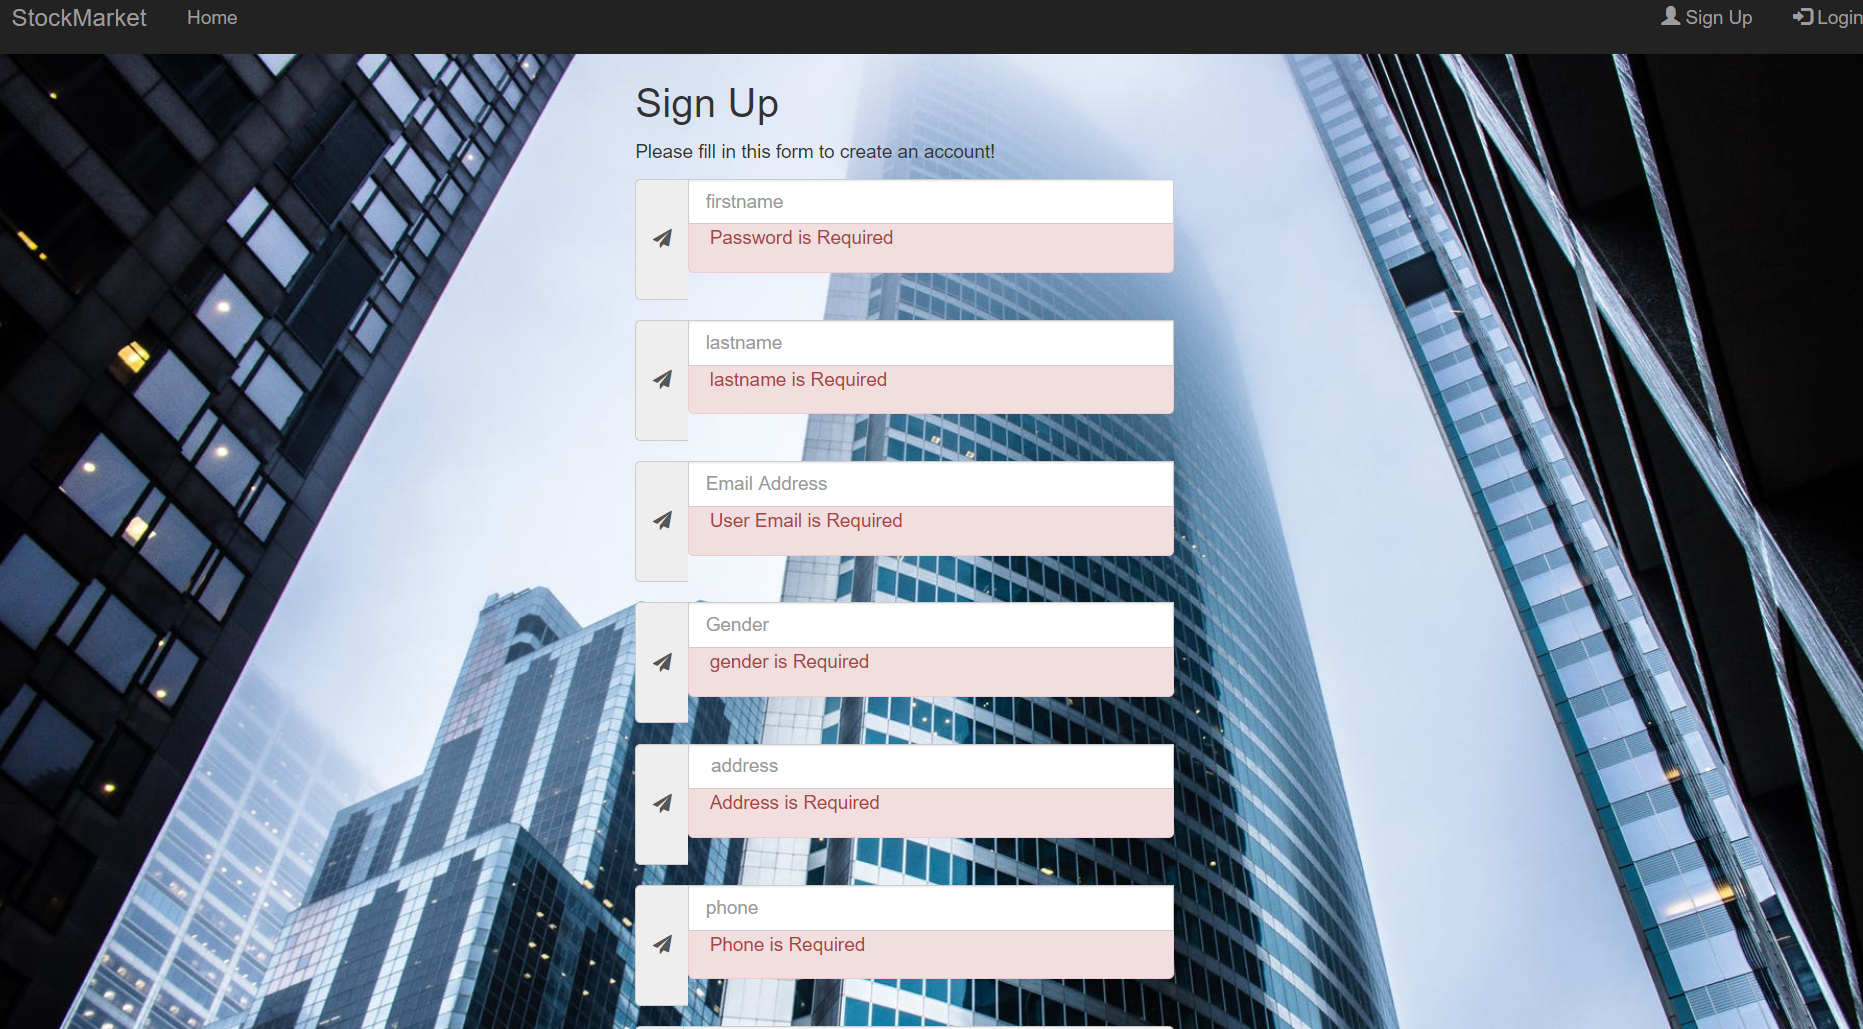 StockMarket Home Sign Up Login
Sign Up
Please fill in this form to create an account!
firstname
Password is Required
lastname
lastname is Required
Email Address
User Email is Required
Gender
gender is Required
address
Address is Required
phone
Phone is Required